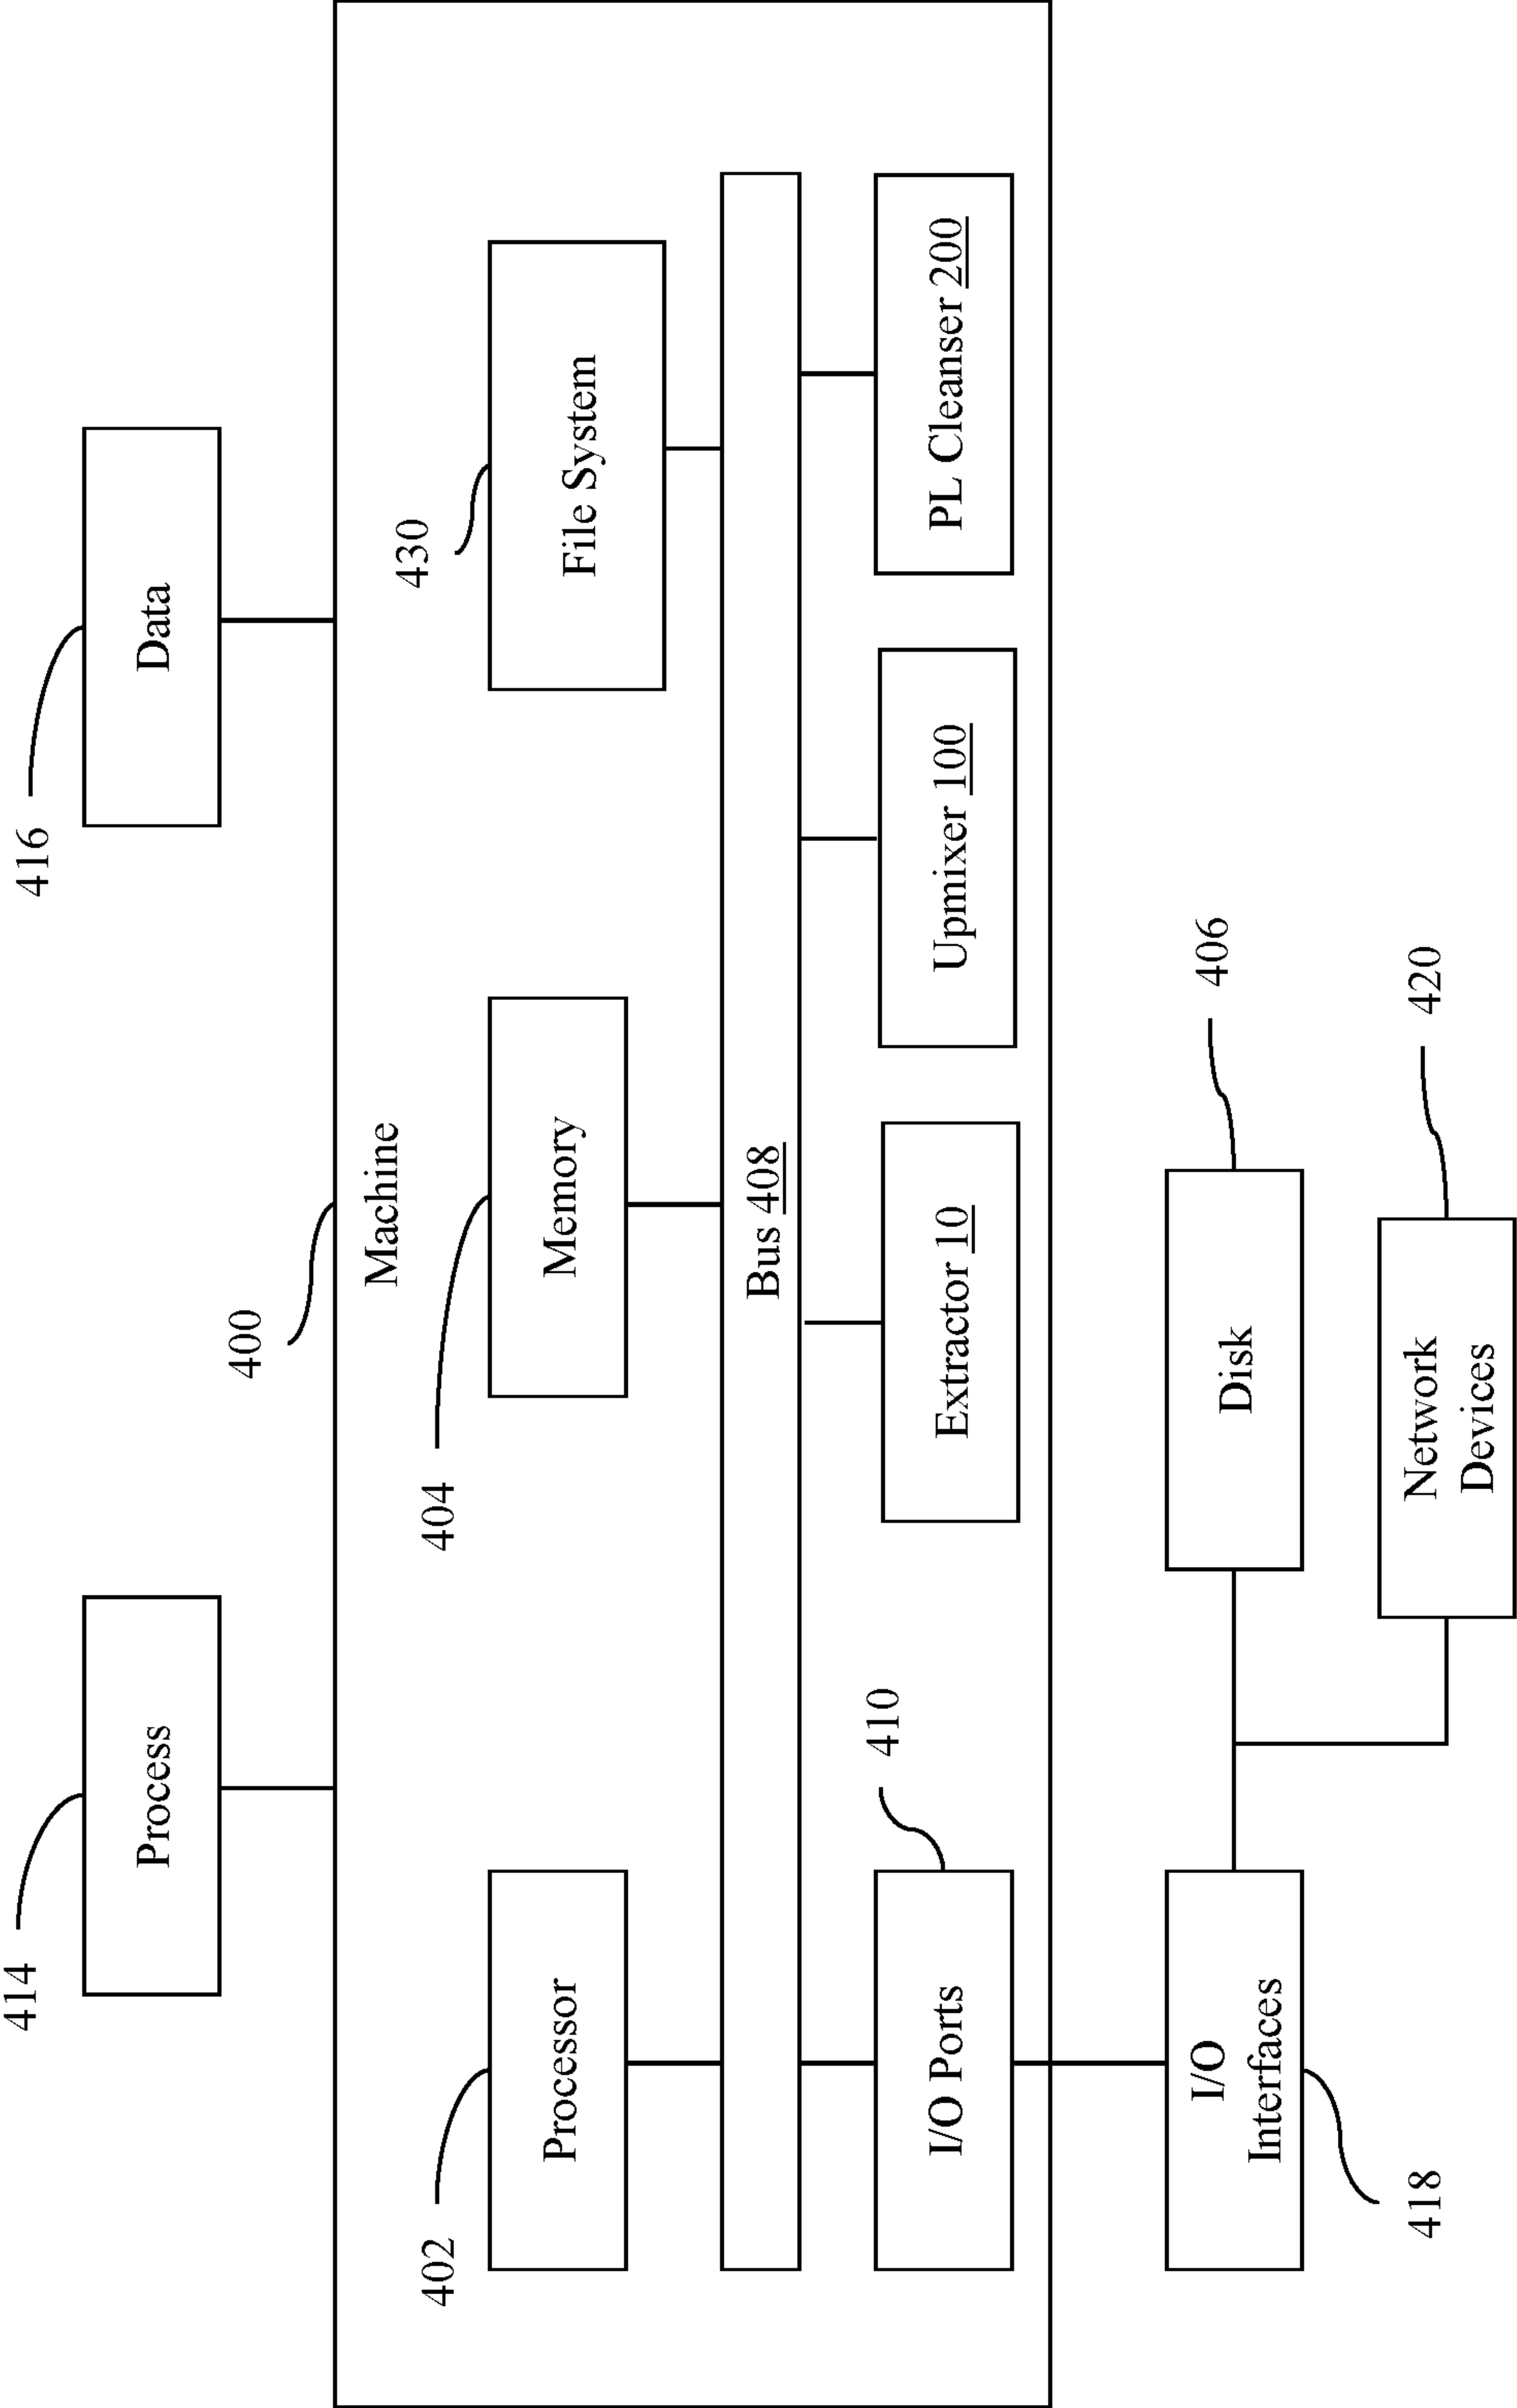 414
Process
416
Data
400
Machine
402
Processor
404
Memory
430
File System
Bus 408
I/O Ports
410
Extractor 10
Upmixer 100
PL Cleanser 200
I/O
Interfaces
418
Disk
406
Network
Devices
420